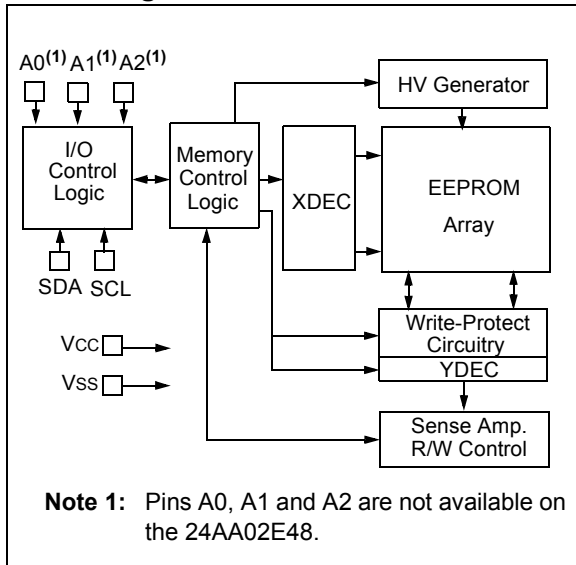 A0(1) A1(1) A2(1)
HV Generator
I/O
Control
Logic
Memory
Control
Logic
XDEC
EEPROM
Array
SDA SCL
Write-Protect
Circuitry
YDEC
VCC
VSS
Sense Amp.
R/W Control
Note 1: Pins A0, A1 and A2 are not available on
the 24AA02E48.